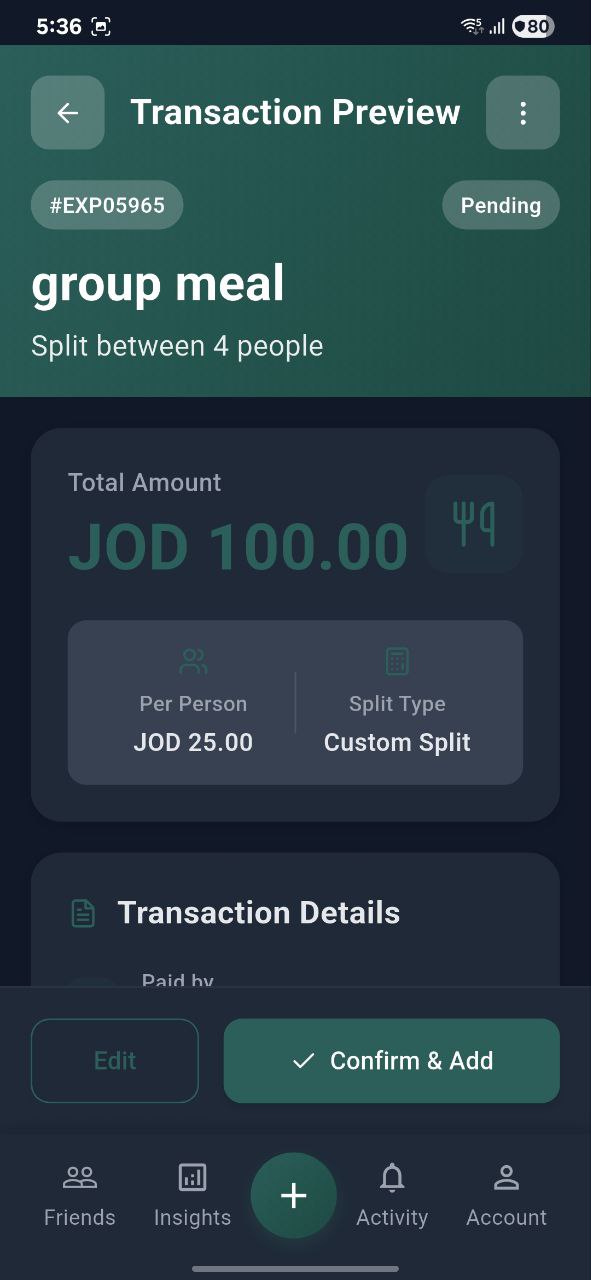 5:36
5
80
Transaction Preview
#EXP05965
Pending
group meal
Split between 4 people
Total Amount
JOD 100.00
Per Person
JOD 25.00
Split Type
Custom Split
Transaction Details
Paid by
Edit
Confirm & Add
Friends
Insights
Activity
Account